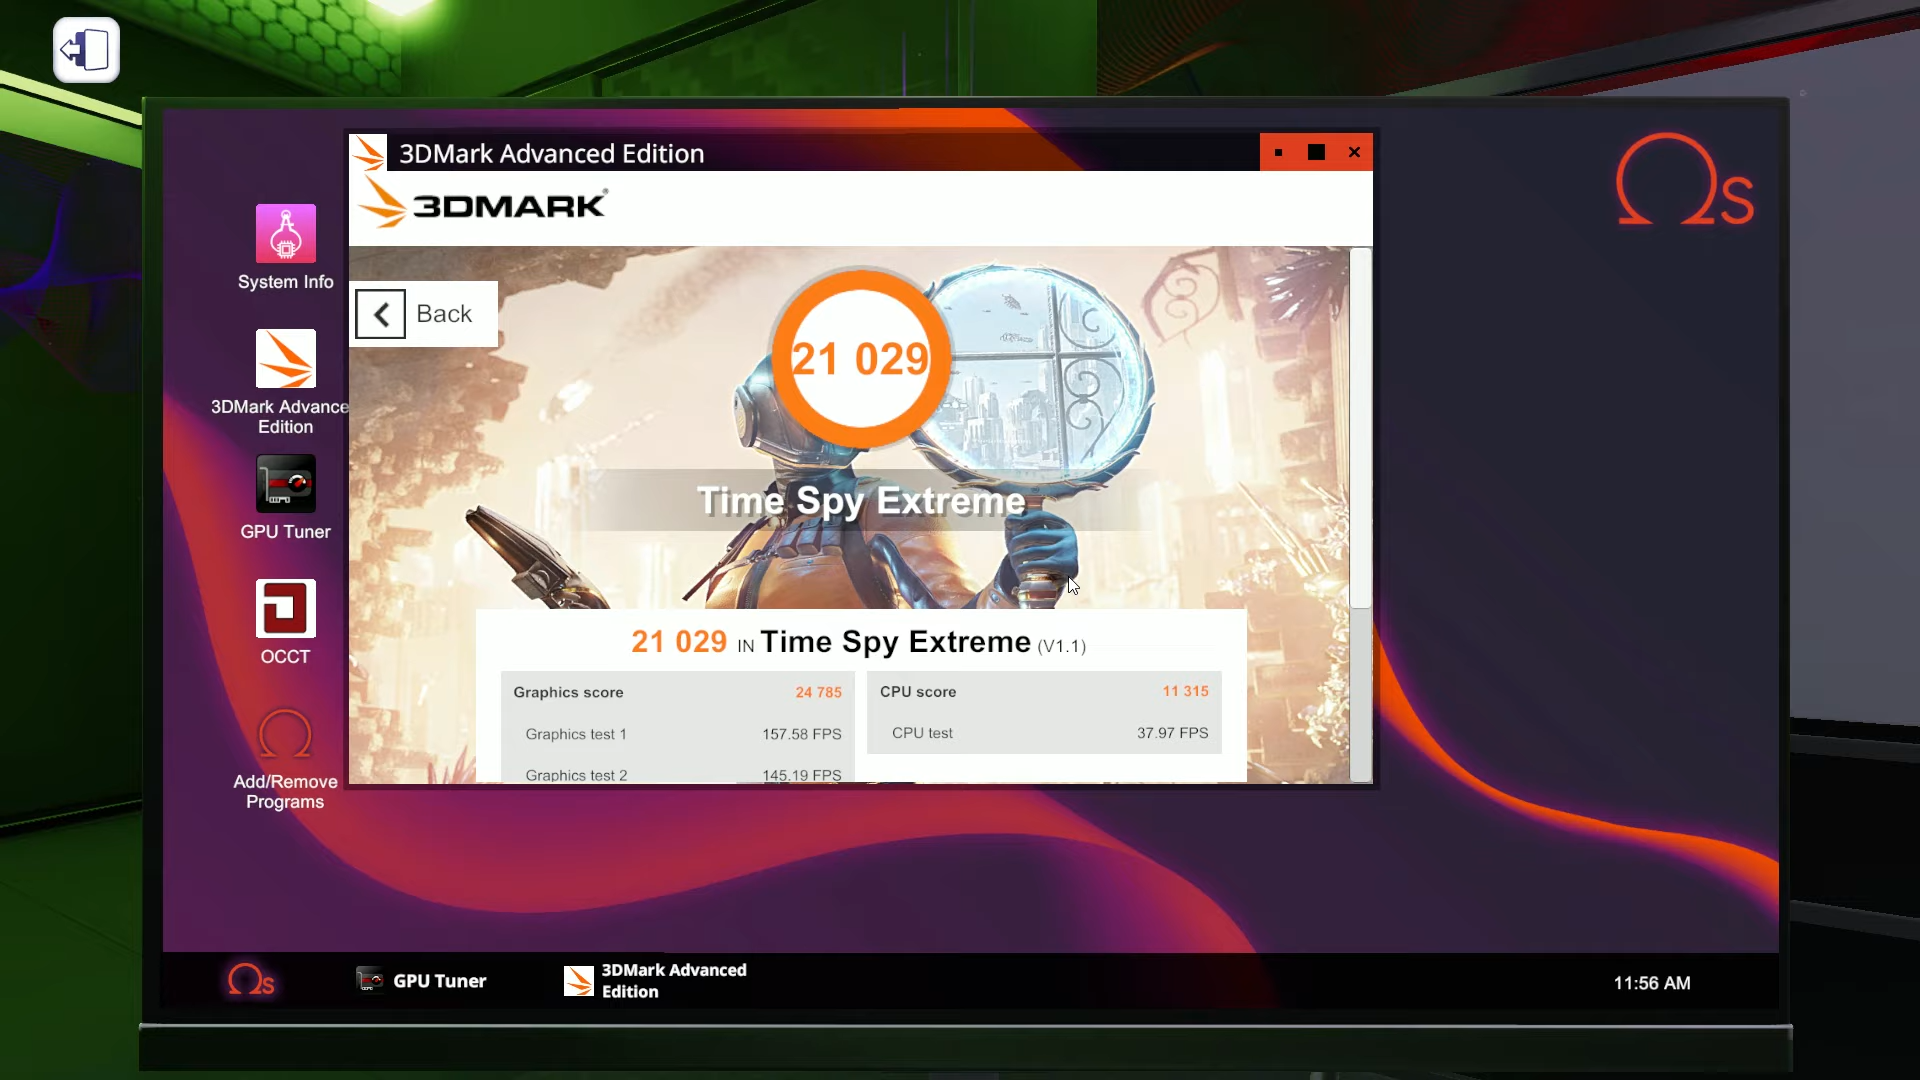 3DMark Advanced Edition
3DMARK®
Back
21 029
Time Spy Extreme
21 029 IN Time Spy Extreme (V1.1)
Graphics score 24 785
Graphics test 1 157.58 FPS
Graphics test 2 145.19 FPS
CPU score 11 315
CPU test 37.97 FPS
System Info
3DMark Advance
Edition
GPU Tuner
OCCT
Add/Remove
Programs
Ωs
Ωs
GPU Tuner
3DMark Advanced
Edition
11:56 AM